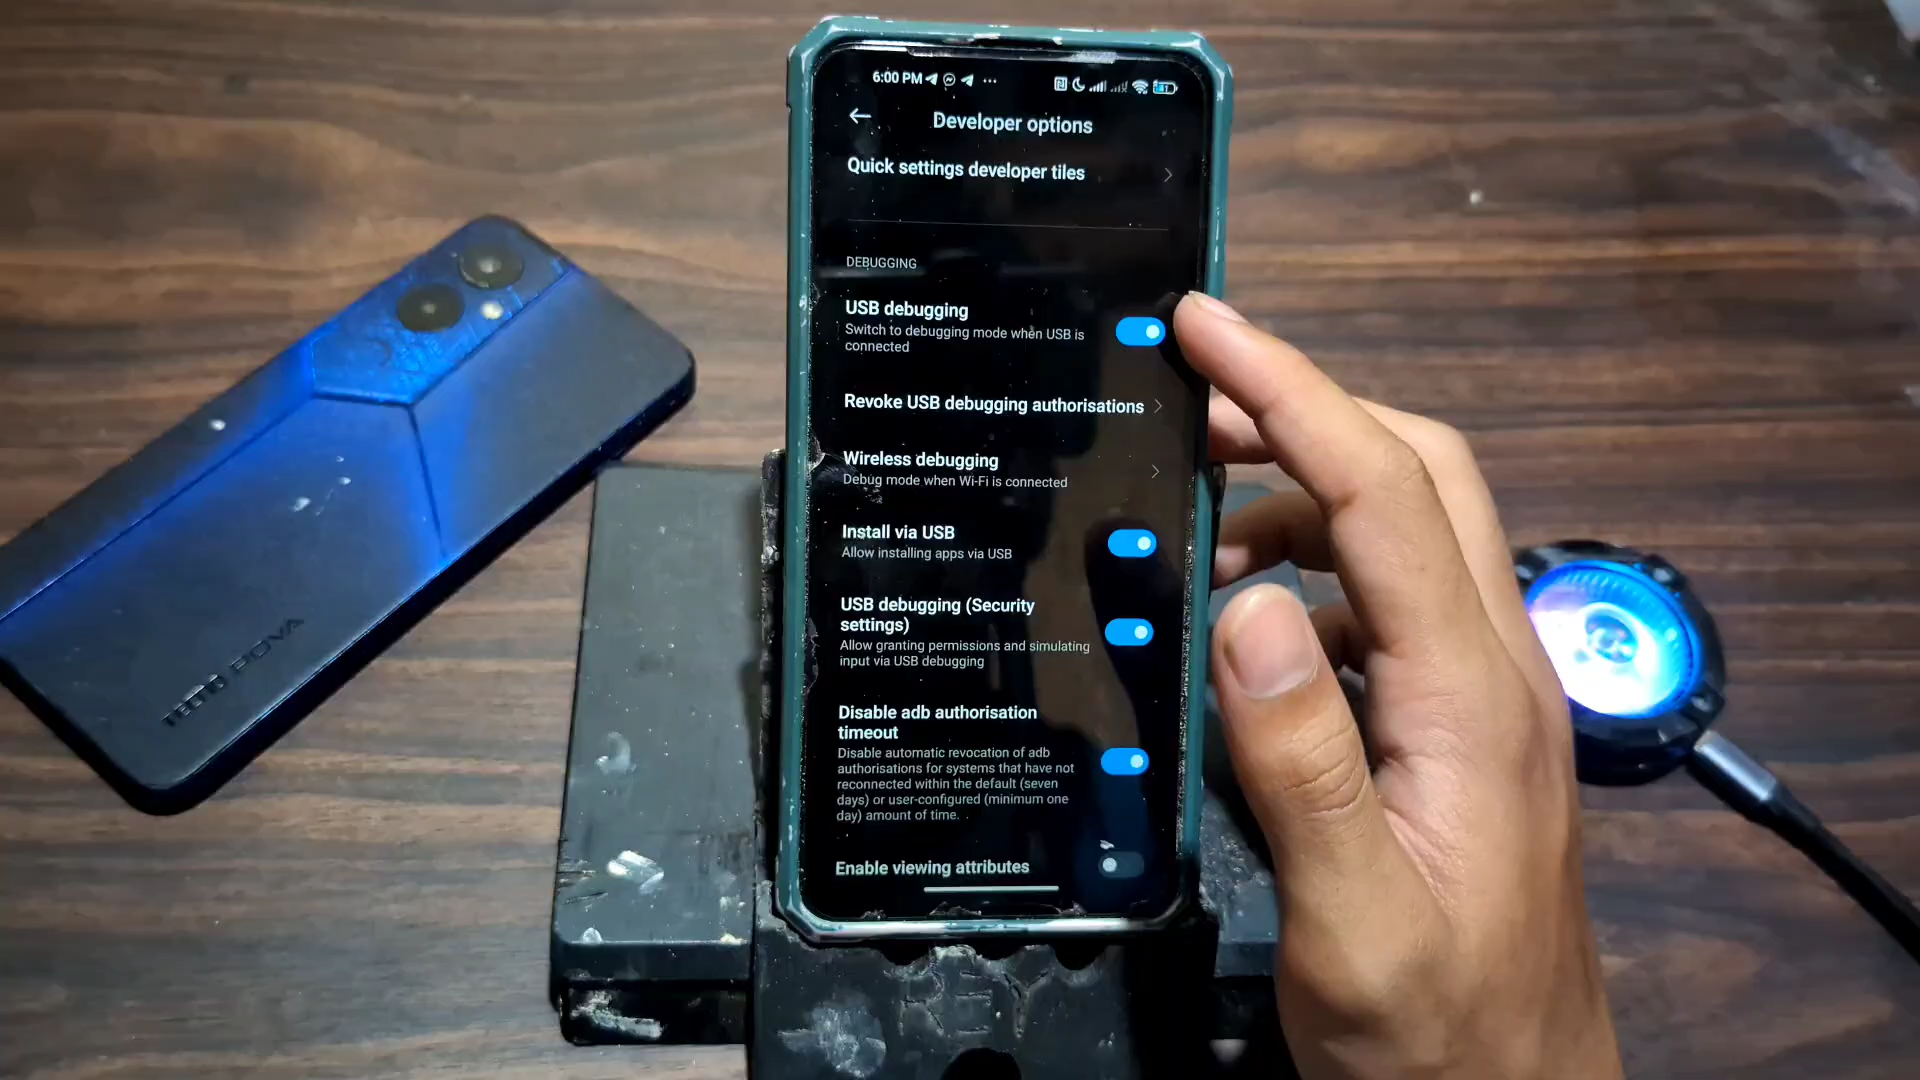 6:00 PM
Developer options
Quick settings developer tiles
DEBUGGING
USB debugging
Switch to debugging mode when USB is
connected
Revoke USB debugging authorisations
Wireless debugging
Debug mode when Wi-Fi is connected
Install via USB
Allow installing apps via USB
USB debugging (Security
settings)
Allow granting permissions and simulating
input via USB debugging
Disable adb authorisation
timeout
Disable automatic revocation of adb
authorisations for systems that have not
reconnected within the default (seven
days) or user-configured (minimum one
day) amount of time.
Enable viewing attributes
TECNO POVA
REY